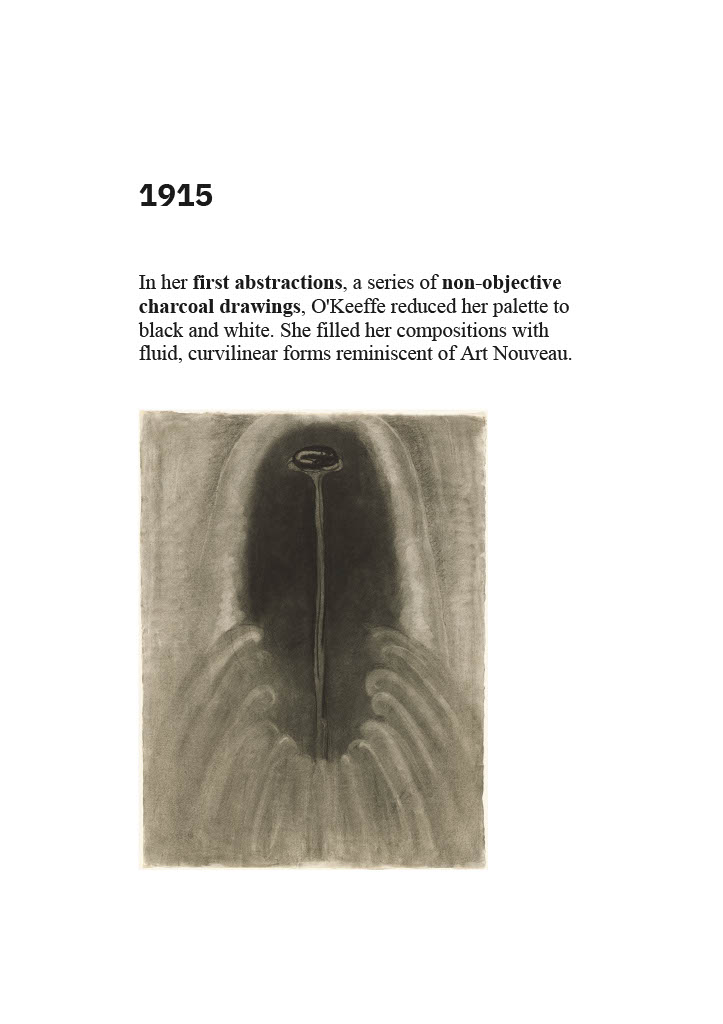 1915
In her first abstractions, a series of non-objective
charcoal drawings, O'Keeffe reduced her palette to
black and white. She filled her compositions with
fluid, curvilinear forms reminiscent of Art Nouveau.